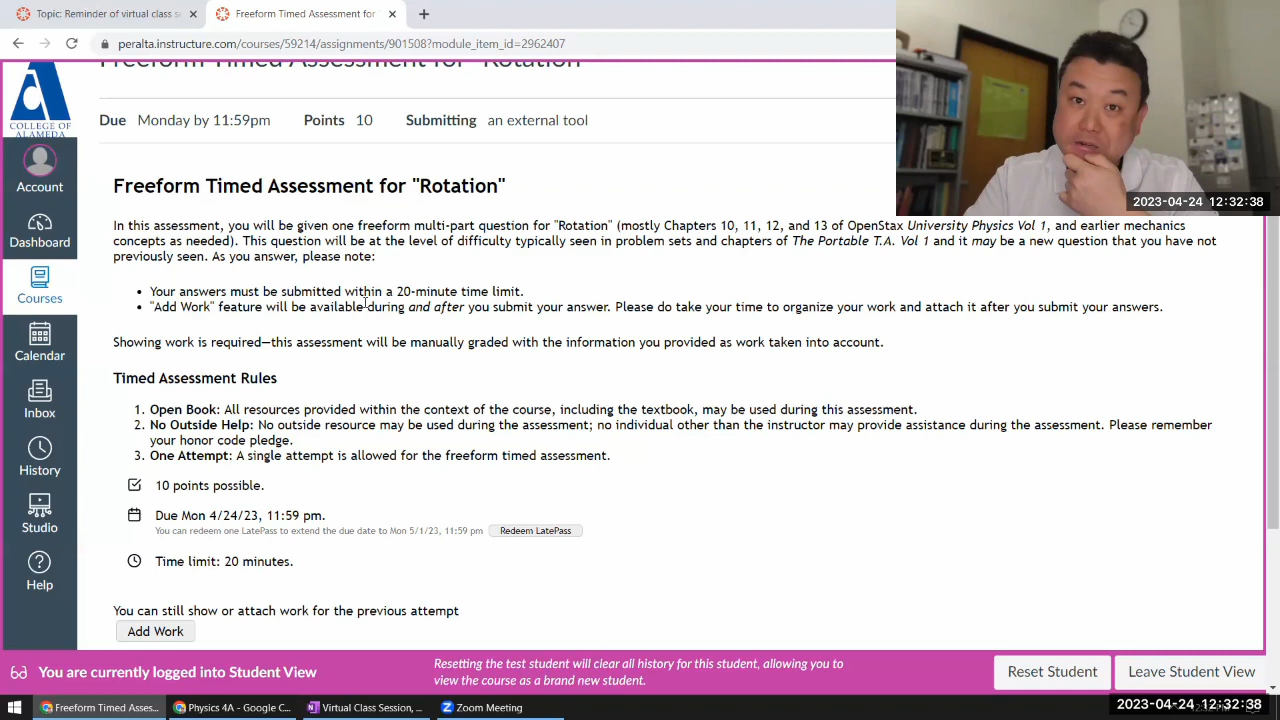 Topic: Reminder of virtual class s
Freeform Timed Assessment for
peralta.instructure.com/courses/59214/assignments/901508?module_item_id=2962407
Freeform Timed Assessment for "Rotation"
COLLEGE OF
ALAMEDA
Account
Dashboard
Courses
Calendar
Inbox
History
Studio
Help
Due Monday by 11:59pm Points 10 Submitting an external tool
2023-04-24 12:32:38
Freeform Timed Assessment for "Rotation"
In this assessment, you will be given one freeform multi-part question for "Rotation" (mostly Chapters 10, 11, 12, and 13 of OpenStax University Physics Vol 1, and earlier mechanics
concepts as needed). This question will be at the level of difficulty typically seen in problem sets and chapters of The Portable T.A. Vol 1 and it may be a new question that you have not
previously seen. As you answer, please note:
• Your answers must be submitted within a 20-minute time limit.
• "Add Work" feature will be available during and after you submit your answer. Please do take your time to organize your work and attach it after you submit your answers.
Showing work is required—this assessment will be manually graded with the information you provided as work taken into account.
Timed Assessment Rules
1. Open Book: All resources provided within the context of the course, including the textbook, may be used during this assessment.
2. No Outside Help: No outside resource may be used during the assessment; no individual other than the instructor may provide assistance during the assessment. Please remember
your honor code pledge.
3. One Attempt: A single attempt is allowed for the freeform timed assessment.
10 points possible.
Due Mon 4/24/23, 11:59 pm.
You can redeem one LatePass to extend the due date to Mon 5/1/23, 11:59 pm Redeem LatePass
Time limit: 20 minutes.
You can still show or attach work for the previous attempt
Add Work
You are currently logged into Student View
Resetting the test student will clear all history for this student, allowing you to
view the course as a brand new student.
Reset Student
Leave Student View
Freeform Timed Asses...
Physics 4A - Google C...
Virtual Class Session, ...
Zoom Meeting
2023-04-24 12:32:38